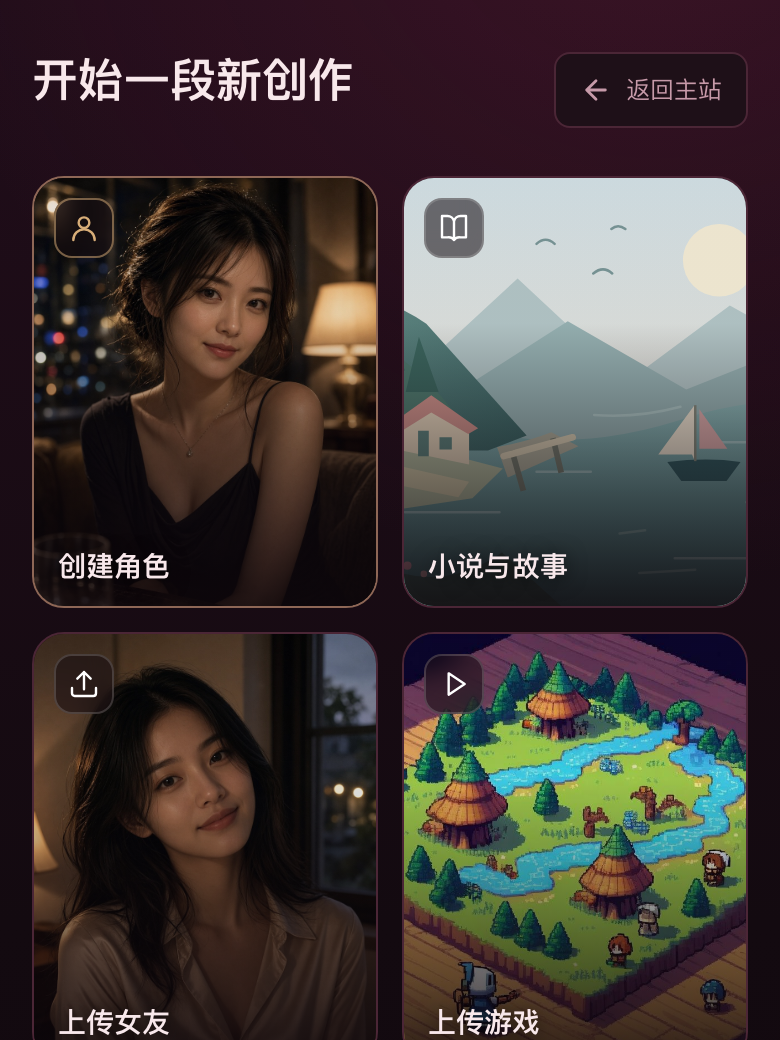 开始一段新创作
返回主站
创建角色
小说与故事
上传女友
上传游戏